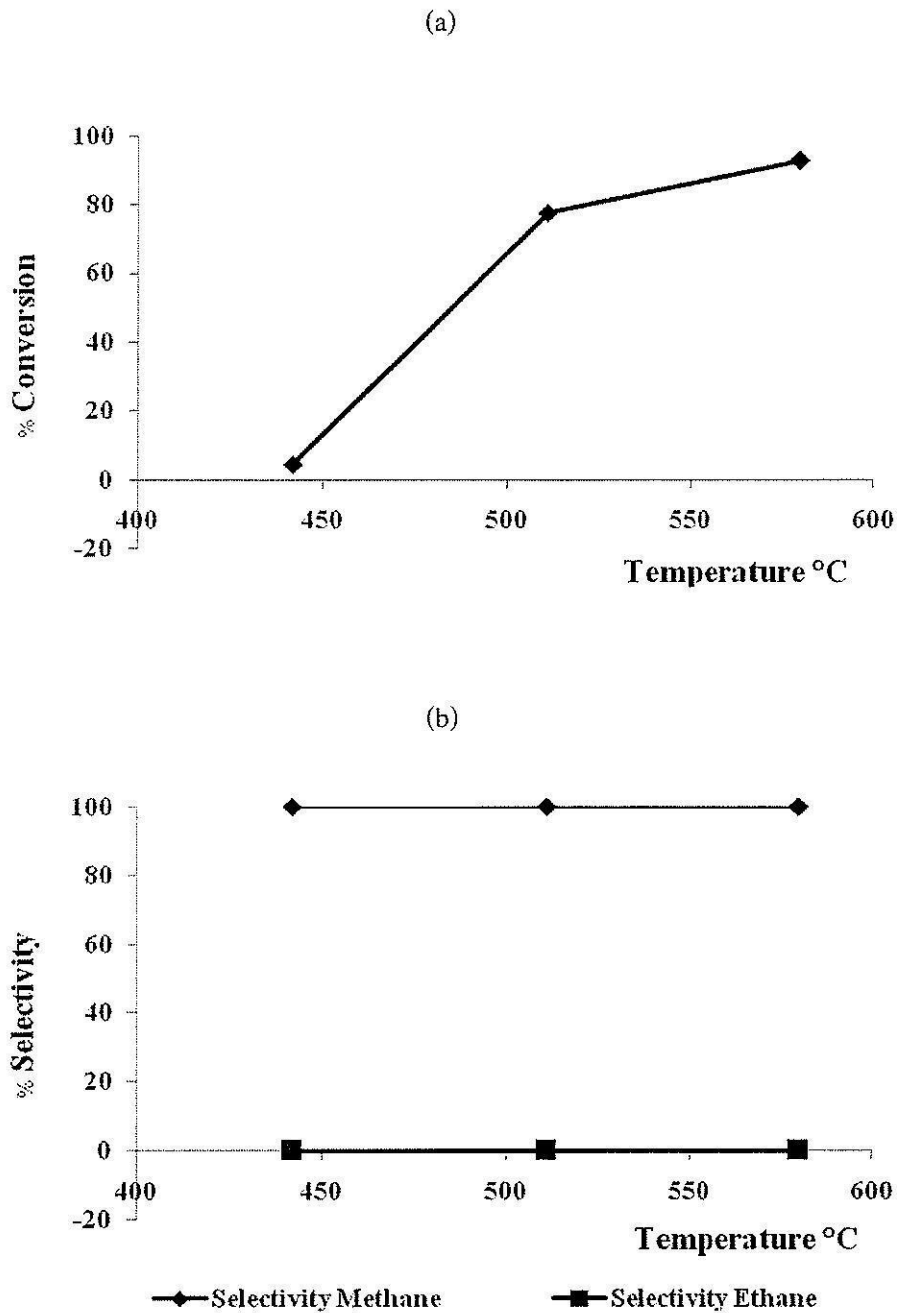 (a)
100
80
60
40
20
0
-20
% Conversion
400 450 500 550 600
Temperature °C
(b)
100
80
60
40
20
0
-20
% Selectivity
400 450 500 550 600
Temperature °C
Selectivity Methane Selectivity Ethane